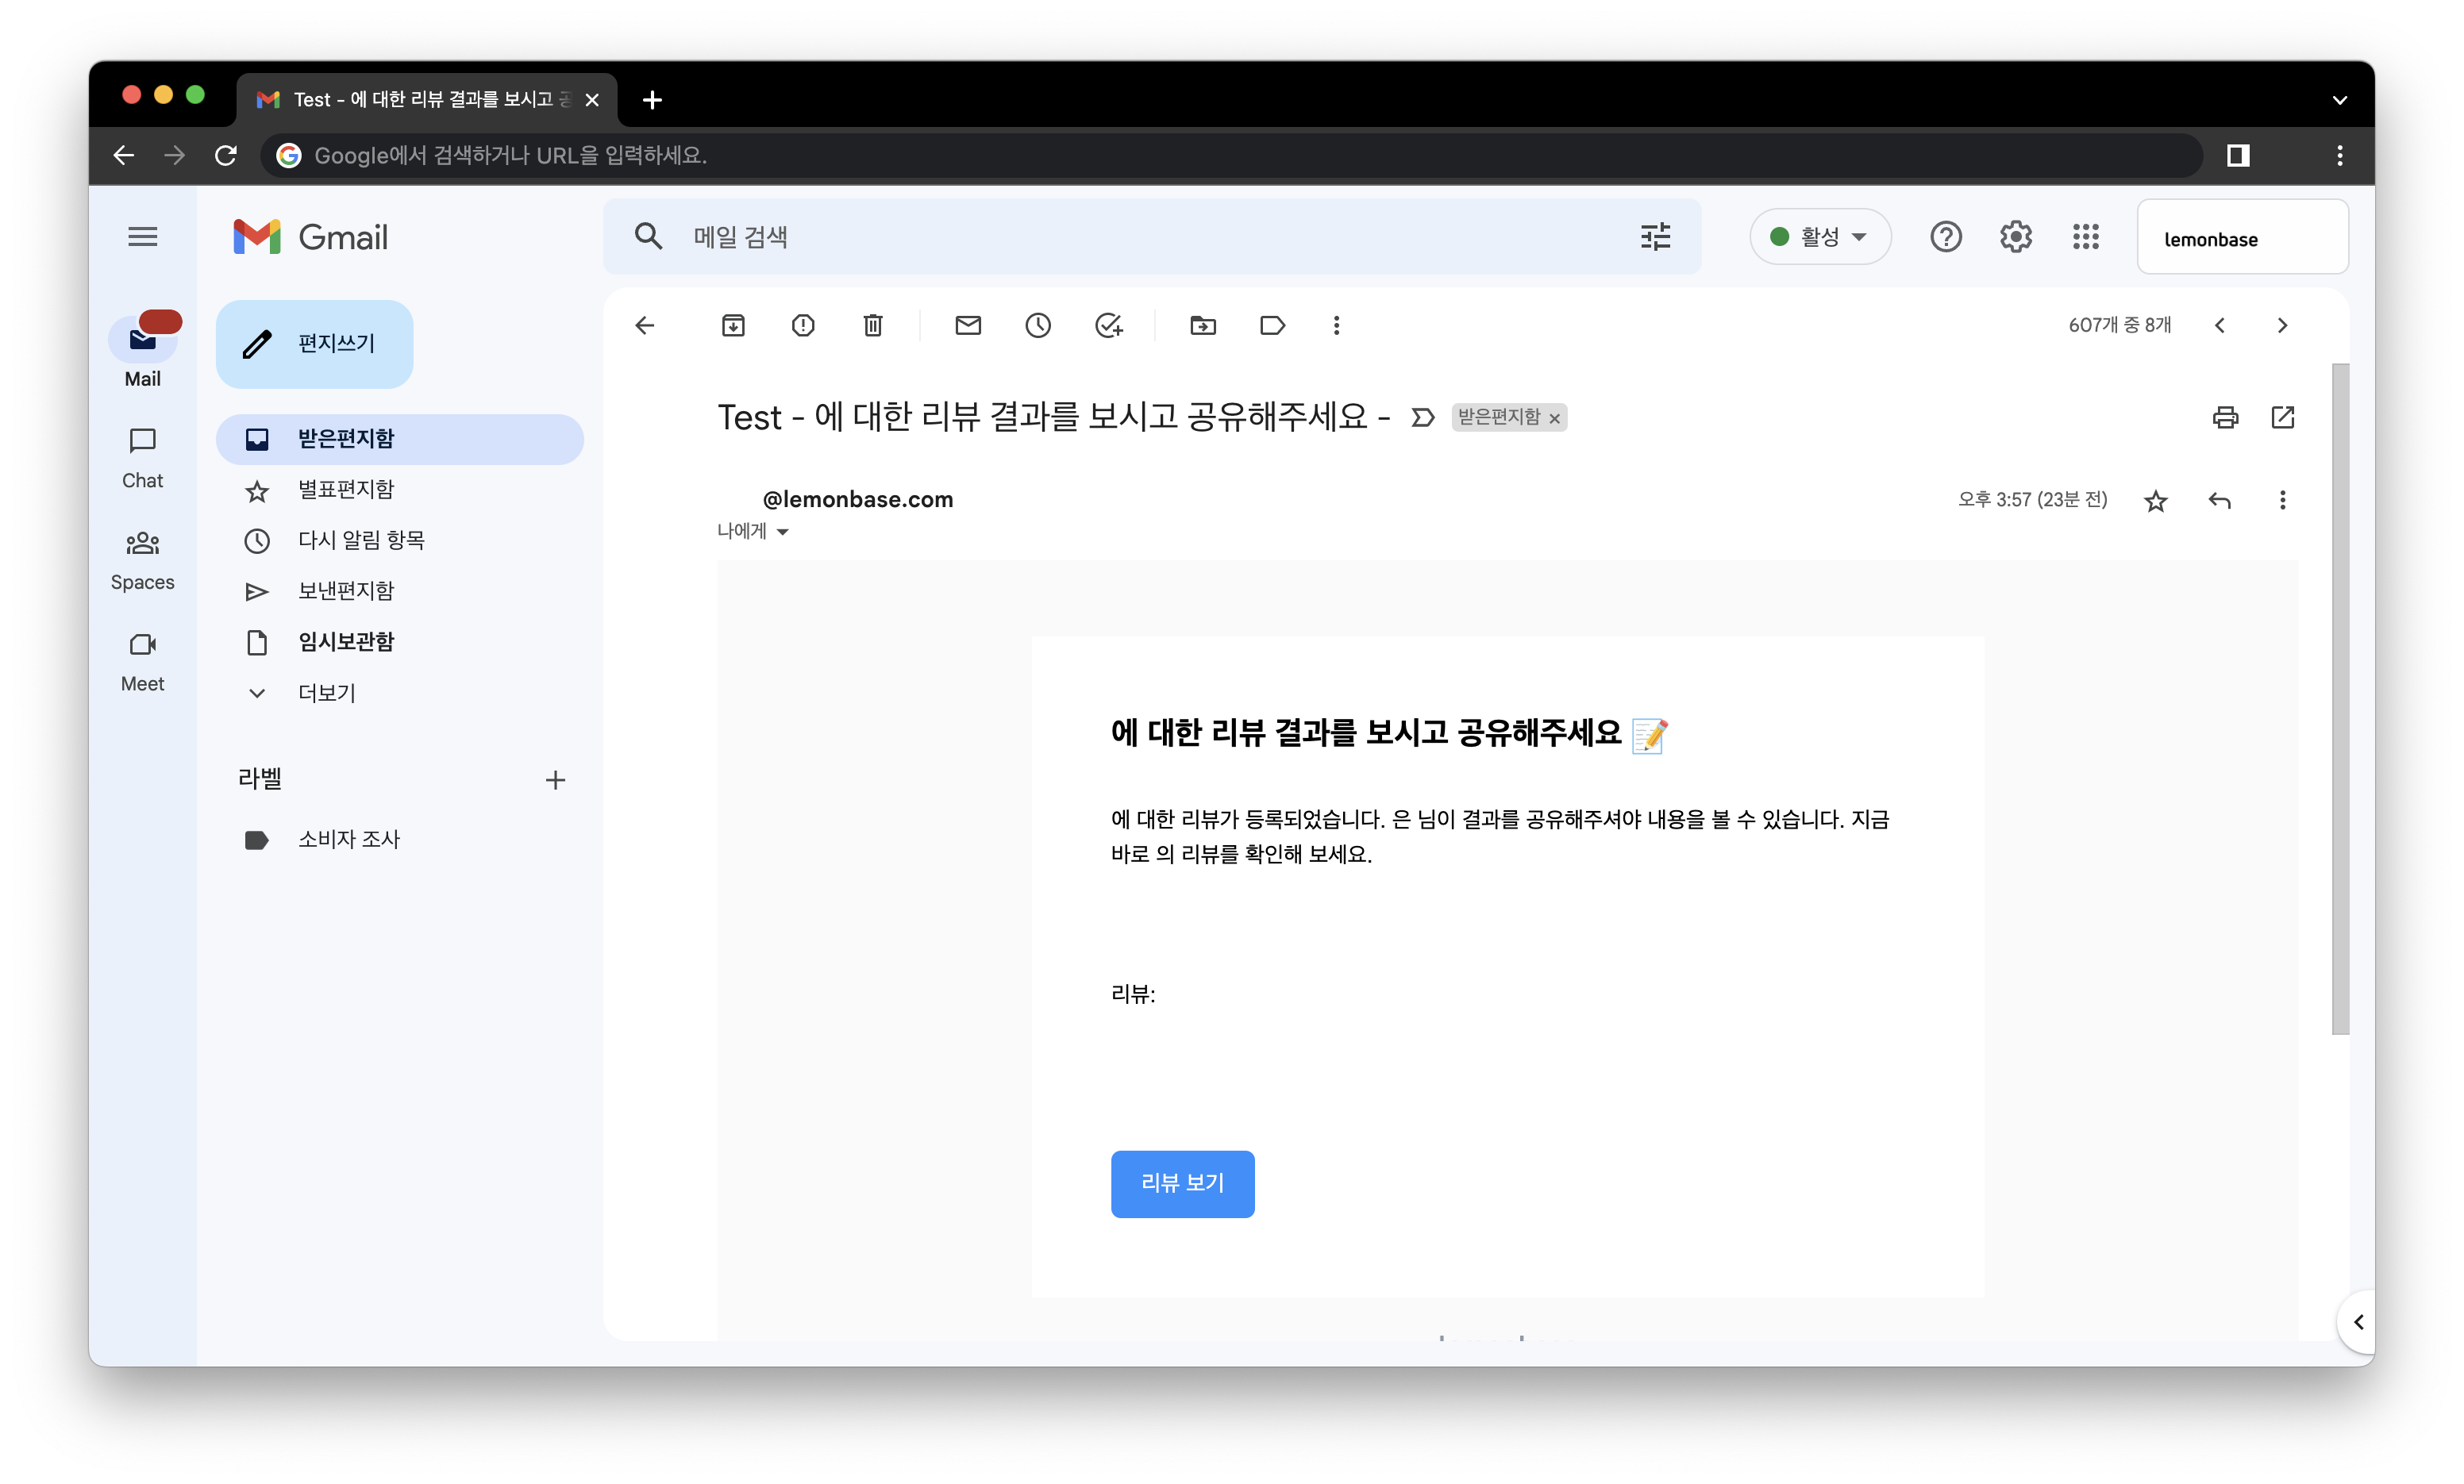 Test - 에 대한 리뷰 결과를 보시고
Google에서 검색하거나 URL을 입력하세요.
Gmail
메일 검색
활성
lemonbase
Mail
Chat
Spaces
Meet
편지쓰기
받은편지함
별표편지함
다시 알림 항목
보낸편지함
임시보관함
더보기
라벨
소비자 조사
607개 중 8개
Test - 에 대한 리뷰 결과를 보시고 공유해주세요 -
받은편지함 ×
@lemonbase.com
오후 3:57 (23분 전)
나에게
에 대한 리뷰 결과를 보시고 공유해주세요 📝
에 대한 리뷰가 등록되었습니다. 은 님이 결과를 공유해주셔야 내용을 볼 수 있습니다. 지금
바로 의 리뷰를 확인해 보세요.
리뷰:
리뷰 보기